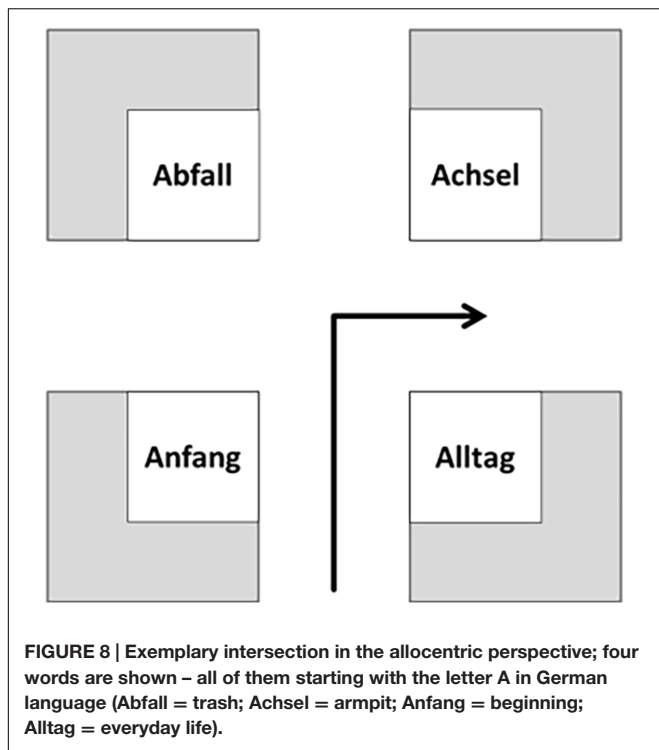 Abfall
Achsel
Anfang
Alltag
FIGURE 8 | Exemplary intersection in the allocentric perspective; four
words are shown – all of them starting with the letter A in German
language (Abfall = trash; Achsel = armpit; Anfang = beginning;
Alltag = everyday life).